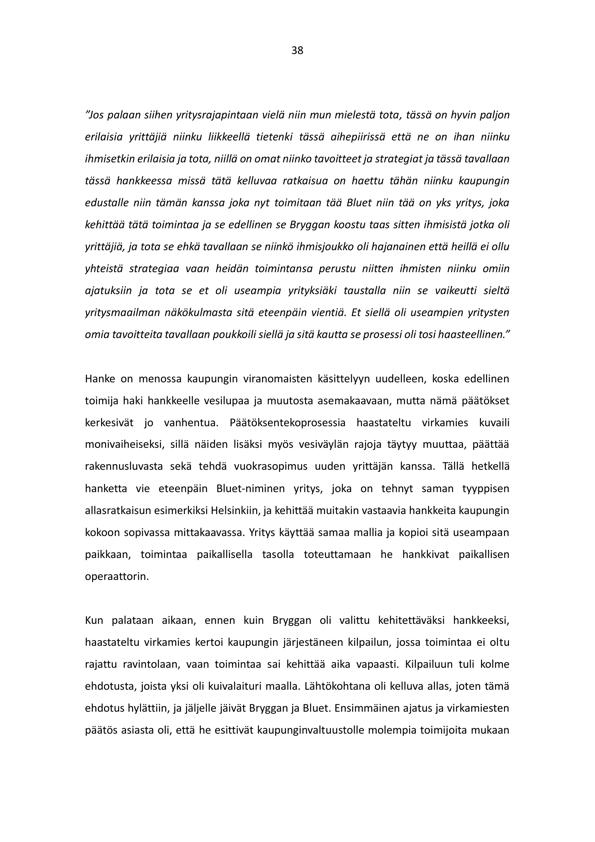 38
”Jos palaan siihen yritysrajapintaan vielä niin mun mielestä tota, tässä on hyvin paljon
erilaisia yrittäjiä niinku liikkeellä tietenki tässä aihepiirissä että ne on ihan niinku
ihmisetkin erilaisia ja tota, niillä on omat niinko tavoitteet ja strategiat ja tässä tavallaan
tässä hankkeessa missä tätä kelluvaa ratkaisua on haettu tähän niinku kaupungin
edustalle niin tämän kanssa joka nyt toimitaan tää Bluet niin tää on yks yritys, joka
kehittää tätä toimintaa ja se edellinen se Bryggan koostu taas sitten ihmisistä jotka oli
yrittäjiä, ja tota se ehkä tavallaan se niinkö ihmisjoukko oli hajanainen että heillä ei ollu
yhteistä strategiaa vaan heidän toimintansa perustu niitten ihmisten niinku omiin
ajatuksiin ja tota se et oli useampia yrityksiäki taustalla niin se vaikeutti sieltä
yritysmaailman näkökulmasta sitä eteenpäin vientiä. Et siellä oli useampien yritysten
omia tavoitteita tavallaan poukkoili siellä ja sitä kautta se prosessi oli tosi haasteellinen.”
Hanke on menossa kaupungin viranomaisten käsittelyyn uudelleen, koska edellinen
toimija haki hankkeelle vesilupaa ja muutosta asemakaavaan, mutta nämä päätökset
kerkesivät jo vanhentua. Päätöksentekoprosessia haastateltu virkamies kuvaili
monivaiheiseksi, sillä näiden lisäksi myös vesiväylän rajoja täytyy muuttaa, päättää
rakennusluvasta sekä tehdä vuokrasopimus uuden yrittäjän kanssa. Tällä hetkellä
hanketta vie eteenpäin Bluet-niminen yritys, joka on tehnyt saman tyyppisen
allasratkaisun esimerkiksi Helsinkiin, ja kehittää muitakin vastaavia hankkeita kaupungin
kokoon sopivassa mittakaavassa. Yritys käyttää samaa mallia ja kopioi sitä useampaan
paikkaan, toimintaa paikallisella tasolla toteuttamaan he hankkivat paikallisen
operaattorin.
Kun palataan aikaan, ennen kuin Bryggan oli valittu kehitettäväksi hankkeeksi,
haastateltu virkamies kertoi kaupungin järjestäneen kilpailun, jossa toimintaa ei oltu
rajattu ravintolaan, vaan toimintaa sai kehittää aika vapaasti. Kilpailuun tuli kolme
ehdotusta, joista yksi oli kuivalaituri maalla. Lähtökohtana oli kelluva allas, joten tämä
ehdotus hylättiin, ja jäljelle jäivät Bryggan ja Bluet. Ensimmäinen ajatus ja virkamiesten
päätös asiasta oli, että he esittivät kaupunginvaltuustolle molempia toimijoita mukaan